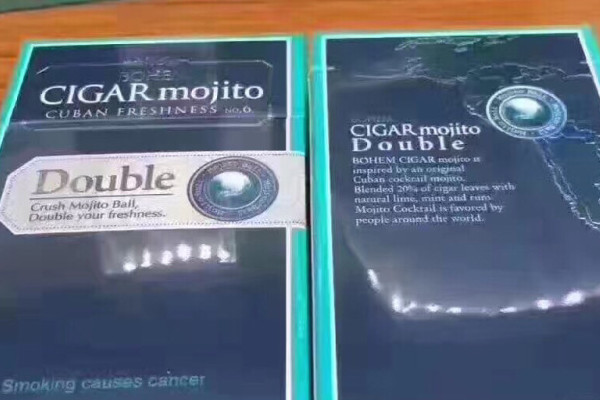 BOHEM
CIGAR mojito
CUBAN FRESHNESS NO.6
Double
Crush Mojito Ball,
Double your freshness.
Smoking causes cancer
BOHEM
CIGAR mojito
Double
BOHEM CIGAR mojito is
inspired by an original
Cuban cocktail mojito.
Blended 20% of cigar leaves with
natural lime, mint and rum.
Mojito Cocktail is favored by
people around the world.